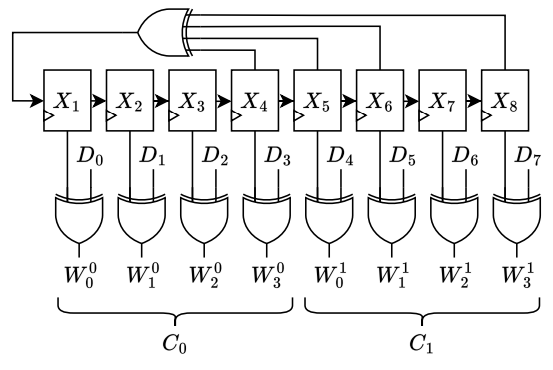 X₁ X₂ X₃ X₄ X₅ X₆ X₇ X₈
D₀ D₁ D₂ D₃ D₄ D₅ D₆ D₇
W₀⁰ W₁⁰ W₂⁰ W₃⁰ W₀¹ W₁¹ W₂¹ W₃¹
C₀ C₁